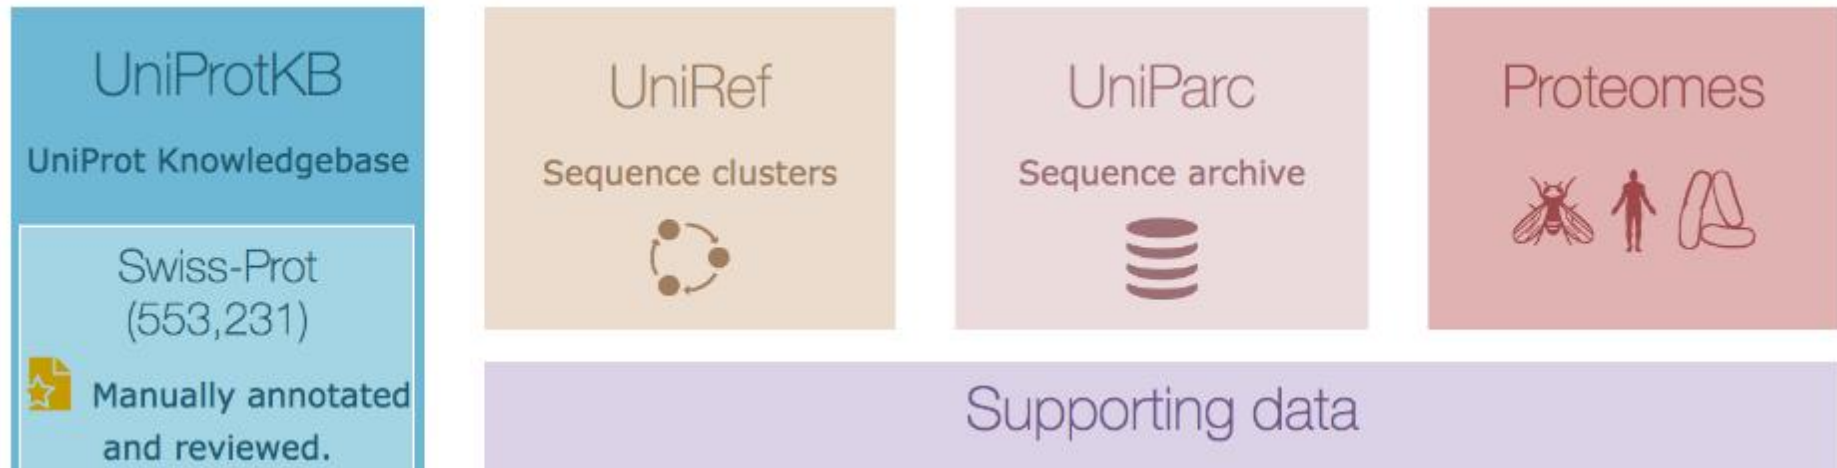 UniProtKB
UniProt Knowledgebase
Swiss-Prot
(553,231)
Manually annotated
and reviewed.
UniRef
Sequence clusters
UniParc
Sequence archive
Proteomes
Supporting data